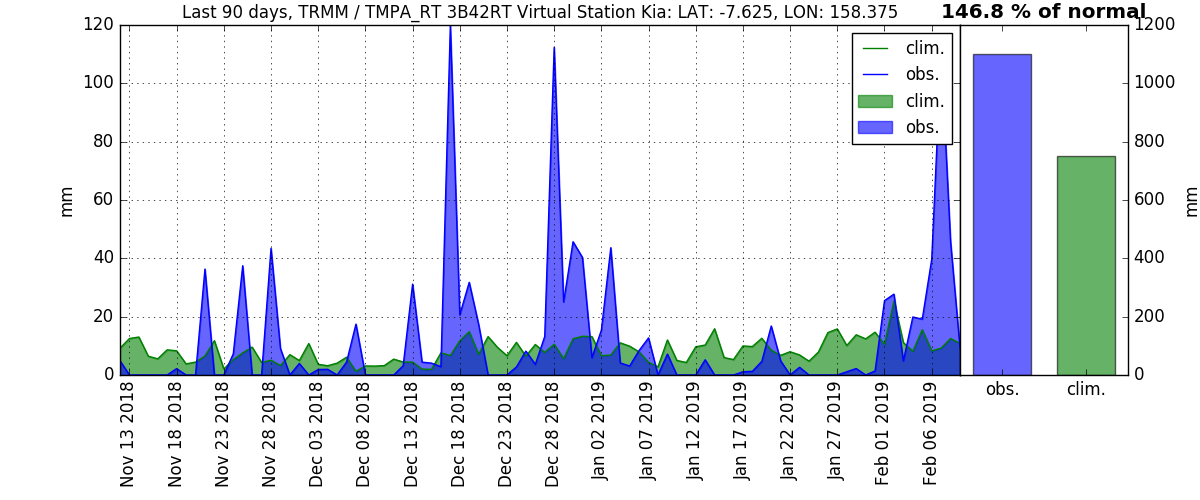 Last 90 days, TRMM / TMPA_RT 3B42RT Virtual Station Kia: LAT: -7.625, LON: 158.375
146.8 % of normal
120
100
80
60
40
20
0
mm
clim.
obs.
clim.
obs.
1200
1000
800
600
400
200
0
mm
Nov 13 2018
Nov 18 2018
Nov 23 2018
Nov 28 2018
Dec 03 2018
Dec 08 2018
Dec 13 2018
Dec 18 2018
Dec 23 2018
Dec 28 2018
Jan 02 2019
Jan 07 2019
Jan 12 2019
Jan 17 2019
Jan 22 2019
Jan 27 2019
Feb 01 2019
Feb 06 2019
obs.
clim.